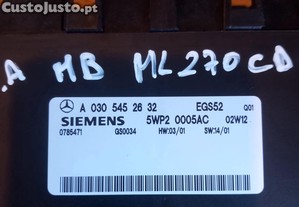 CustoJusto.pt
.A MB ML270CD
A 030 545 26 32 EGS52 Q01
SIEMENS 5WP2 0005AC 02W12
0785471 GS0034 HW:03/01 SW:14/01